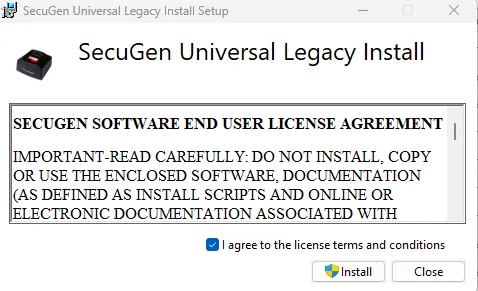 SecuGen Universal Legacy Install Setup
SecuGen Universal Legacy Install
SECUGEN SOFTWARE END USER LICENSE AGREEMENT
IMPORTANT-READ CAREFULLY: DO NOT INSTALL, COPY
OR USE THE ENCLOSED SOFTWARE, DOCUMENTATION
(AS DEFINED AS INSTALL SCRIPTS AND ONLINE OR
ELECTRONIC DOCUMENTATION ASSOCIATED WITH
I agree to the license terms and conditions
Install
Close